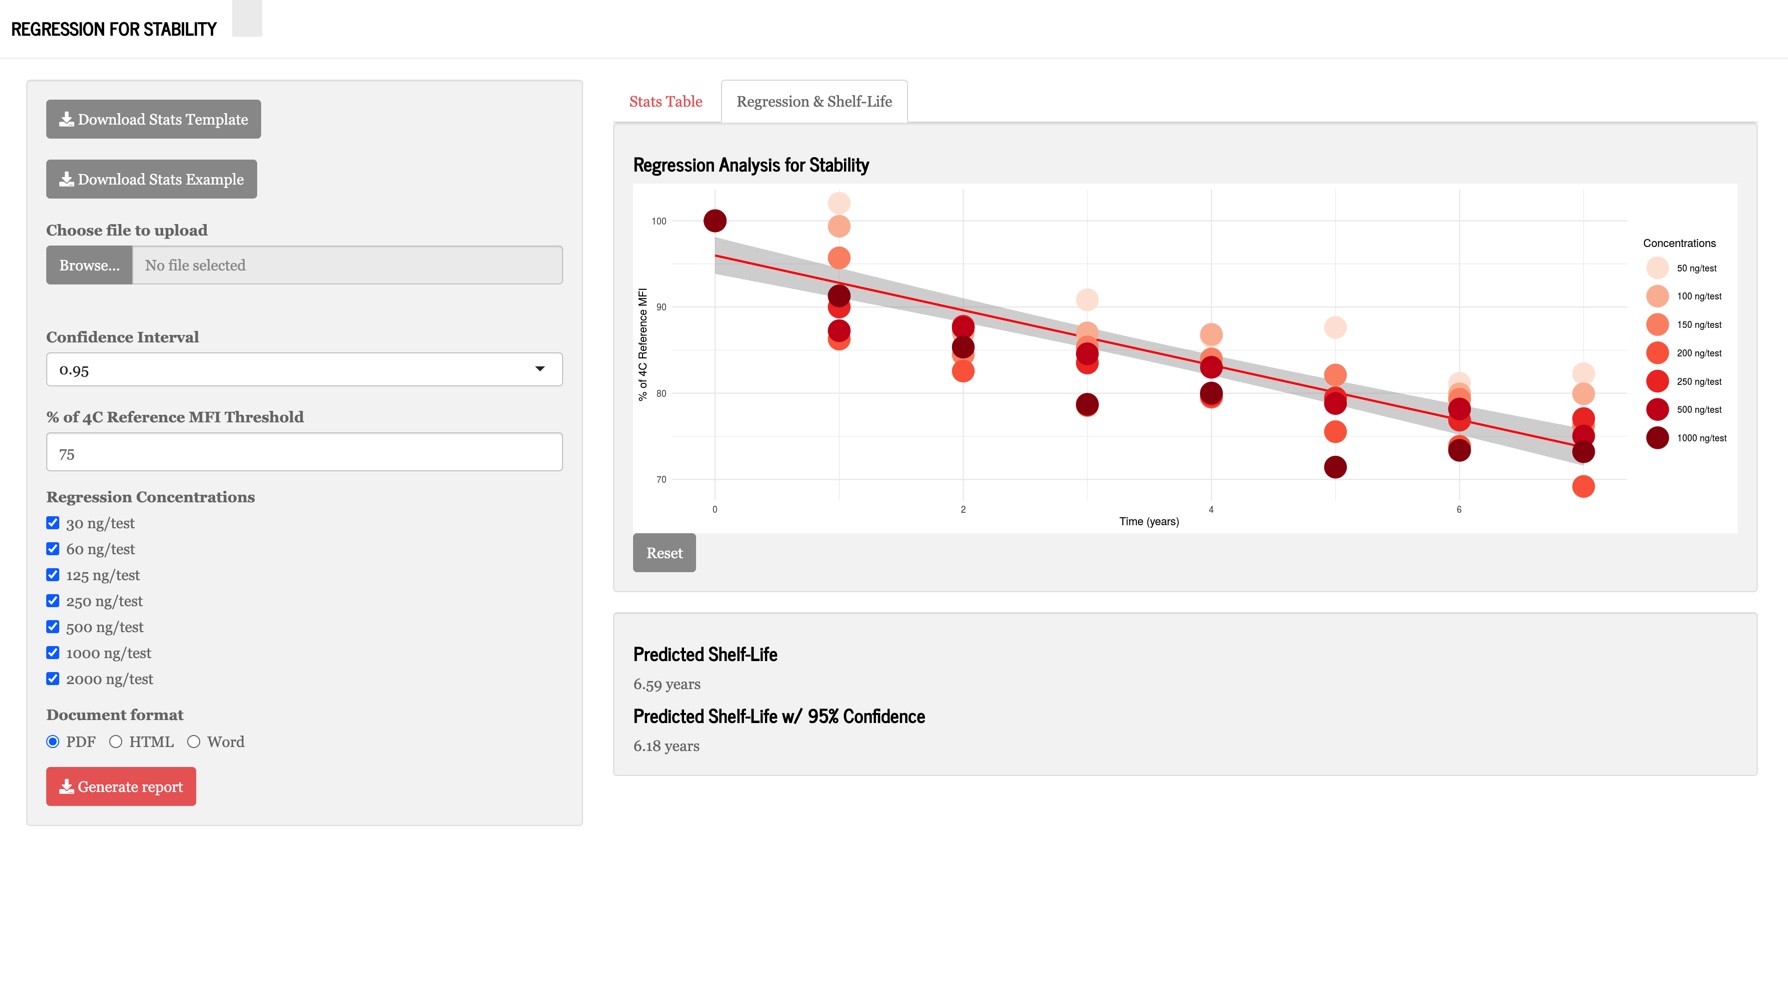 REGRESSION FOR STABILITY
Download Stats Template
Download Stats Example
Choose file to upload
Browse... No file selected
Confidence Interval
0.95
% of 4C Reference MFI Threshold
75
Regression Concentrations
30 ng/test
60 ng/test
125 ng/test
250 ng/test
500 ng/test
1000 ng/test
2000 ng/test
Document format
PDF HTML Word
Generate report
Stats Table Regression & Shelf-Life
Regression Analysis for Stability
% of 4C Reference MFI
100
90
80
70
0 2 4 6
Time (years)
Concentrations
50 ng/test
100 ng/test
150 ng/test
200 ng/test
250 ng/test
500 ng/test
1000 ng/test
Reset
Predicted Shelf-Life
6.59 years
Predicted Shelf-Life w/ 95% Confidence
6.18 years